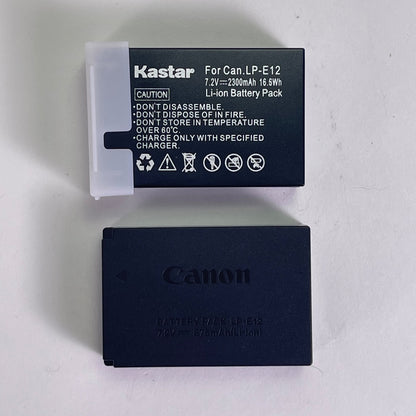 Kastar
For Can.LP-E12
7.2V⎓2300mAh 16.5Wh
Li-ion Battery Pack
CAUTION
•DON'T DISASSEMBLE.
•DON'T DISPOSE OF IN FIRE.
•DON'T STORE IN TEMPERATURE
OVER 60℃.
•CHARGE ONLY WITH SPECIFIED
CHARGER.
Canon
BATTERY PACK LP-E12